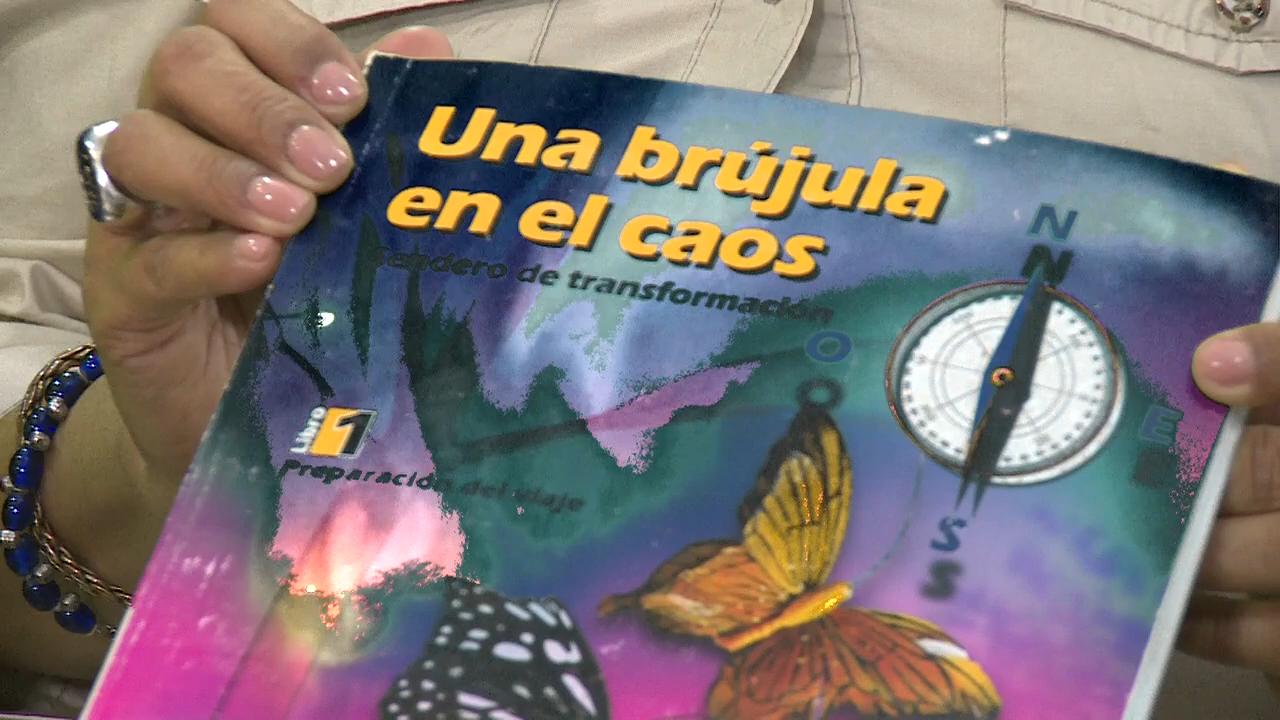 Una brújula
en el caos
Sendero de transformación
N
N
O
O
E
E
S
S
Libro
1
Preparación del viaje